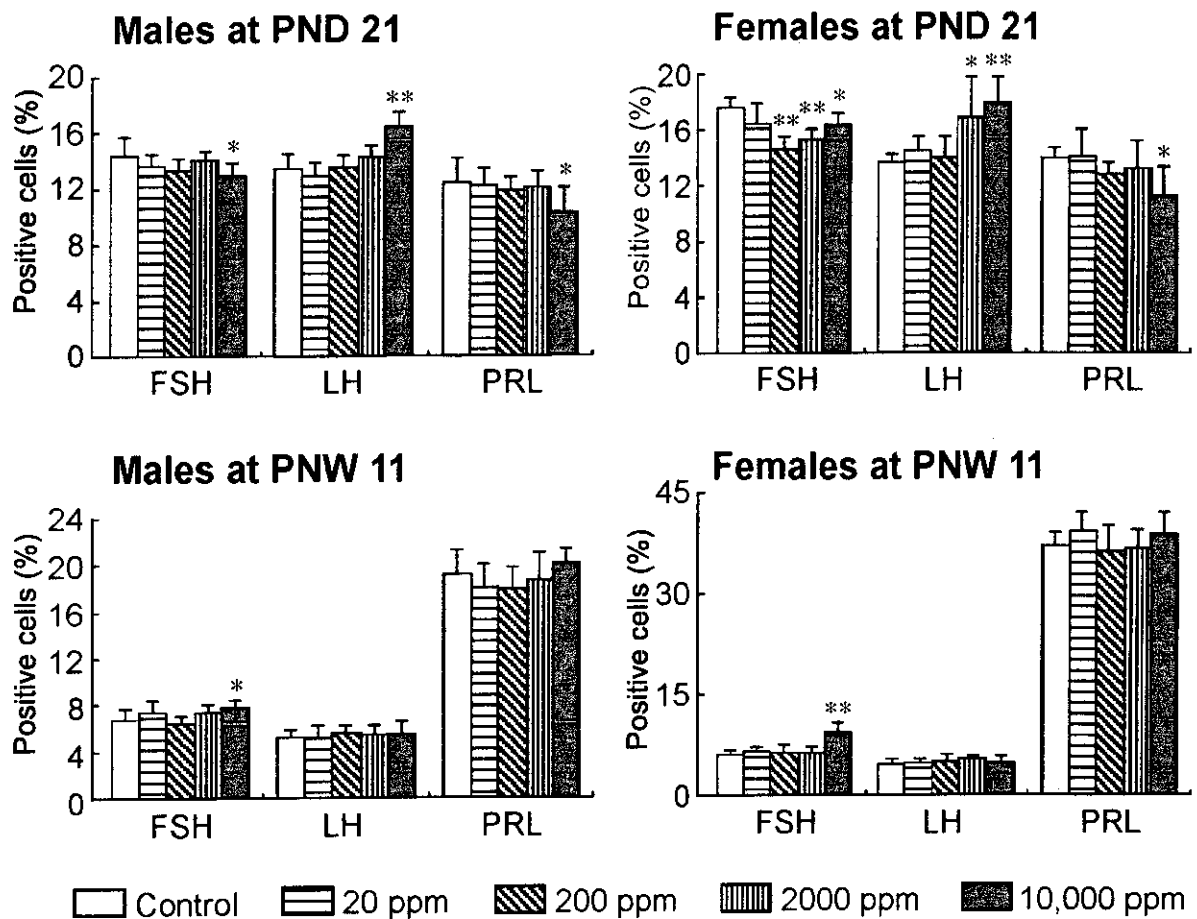 Males at PND 21
Positive cells (%)
20
16
12
8
4
0
*
**
*
FSH LH PRL
Females at PND 21
Positive cells (%)
20
16
12
8
4
0
** ** *
* **
*
FSH LH PRL
Males at PNW 11
Positive cells (%)
24
20
16
12
8
4
0
*
FSH LH PRL
Females at PNW 11
Positive cells (%)
45
30
15
0
**
FSH LH PRL
Control 20 ppm 200 ppm 2000 ppm 10,000 ppm